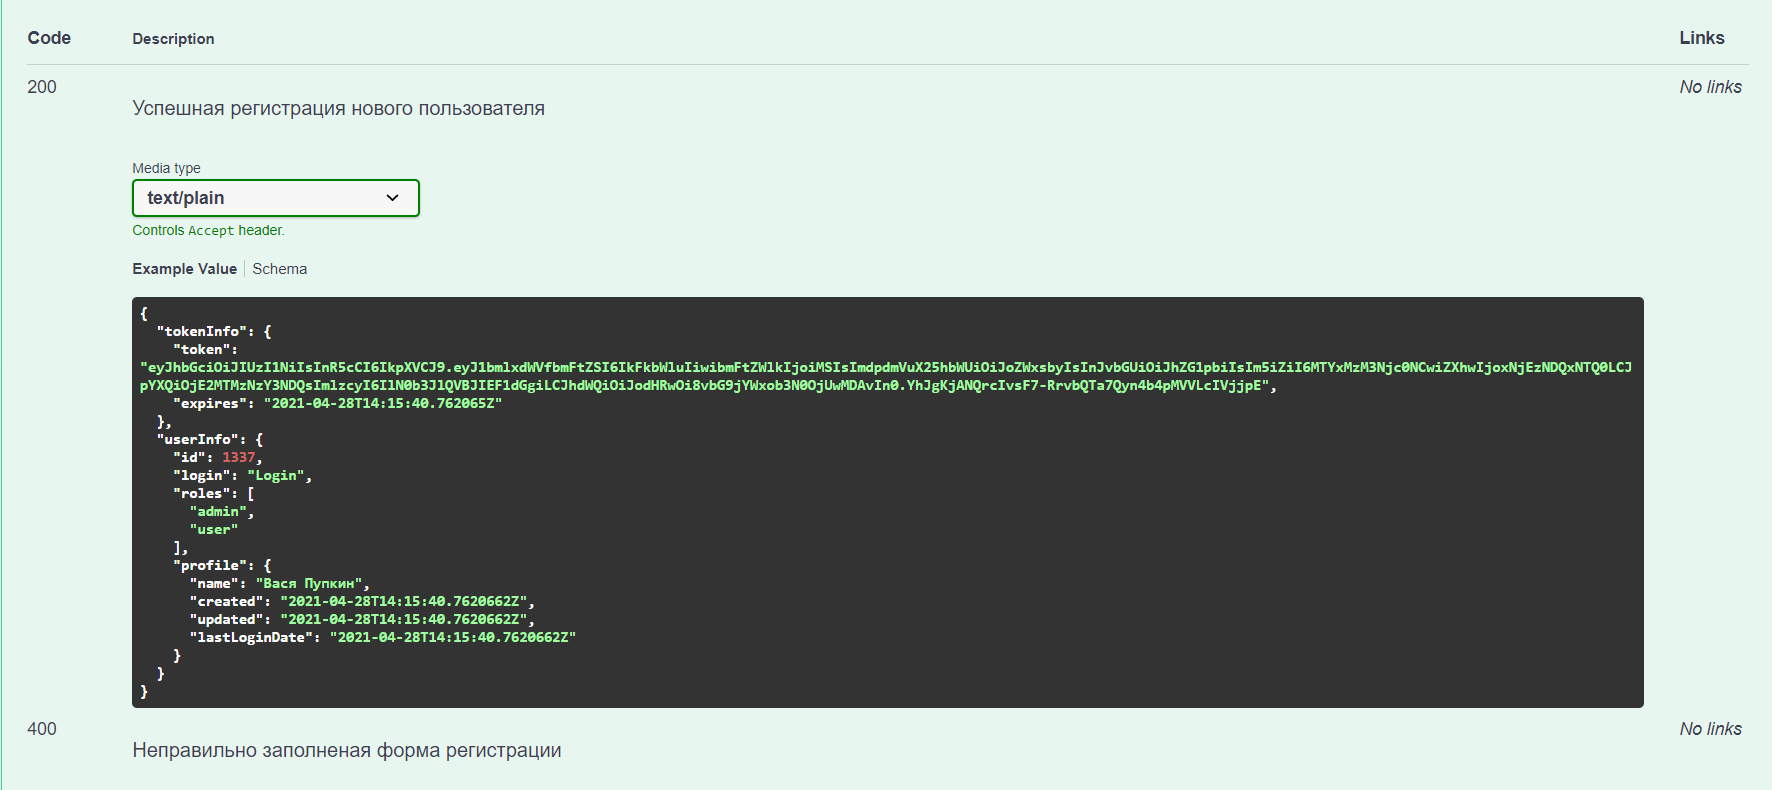 Code Description Links
200 No links
Успешная регистрация нового пользователя
Media type
text/plain
Controls Accept header.
Example Value Schema
{
"tokenInfo": {
"token":
"eyJhbGciOiJIUzI1NiIsInR5cCI6IkpXVCJ9.eyJ1bmlxdWVfbmFtZSI6IkFkbWluIiwibmFtZWlkIjoiMSIsImdpdmVuX25hbWUiOiJoZWxsbyIsInJvbGUiOiJhZG1pbiIsIm5iZiI6MTYxMzM3Njc0NCwiZXhwIjoxNjEzNDQxNTQ0LCJ
pYXQiOjE2MTMzNzY3NDQsImlzcyI6I1N0b3J1QVBJIEF1dGgiLCJhdWQiOiJodHRwOi8vbG9jYWxob3N0OjUwMDAvIn0.YhJgKjANQrcIvsF7-RrvbQTa7Qyn4b4pMVVLcIVjjpE",
"expires": "2021-04-28T14:15:40.762065Z"
},
"userInfo": {
"id": 1337,
"login": "Login",
"roles": [
"admin",
"user"
],
"profile": {
"name": "Вася Пупкин",
"created": "2021-04-28T14:15:40.7620662Z",
"updated": "2021-04-28T14:15:40.7620662Z",
"lastLoginDate": "2021-04-28T14:15:40.7620662Z"
}
}
}
400 No links
Неправильно заполненая форма регистрации